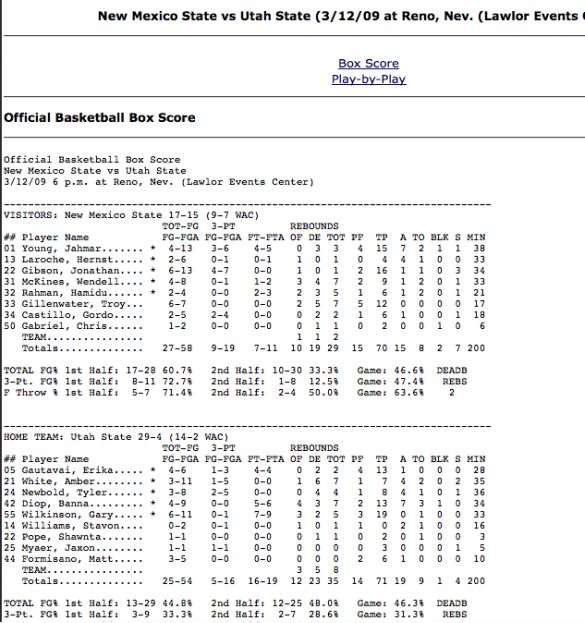 New Mexico State vs Utah State (3/12/09 at Reno, Nev. (Lawlor Events
Box Score
Play-by-Play
Official Basketball Box Score
Official Basketball Box Score
New Mexico State vs Utah State
3/12/09 6 p.m. at Reno, Nev. (Lawlor Events Center)
VISITORS: New Mexico State 17-15 (9-7 WAC)
TOT-FG 3-PT REBOUNDS
## Player Name FG-FGA FG-FGA FT-FTA OF DE TOT PF TP A TO BLK S MIN
01 Young, Jahmar....... * 4-13 3-6 4-5 0 3 3 4 15 7 2 1 1 38
13 Laroche, Hernst..... * 2-6 0-1 0-1 1 0 1 0 4 4 1 0 0 33
22 Gibson, Jonathan.... * 6-13 4-7 0-0 1 0 1 2 16 1 1 0 3 34
31 McKines, Wendell.... * 4-8 0-1 1-2 3 4 7 2 9 1 2 0 1 33
32 Rahman, Hamidu...... * 2-4 0-0 2-3 2 3 5 1 6 1 2 0 1 21
33 Gillenwater, Troy... 6-7 0-0 0-0 2 5 7 5 12 0 0 0 0 17
34 Castillo, Gordo..... 2-5 2-4 0-0 0 2 2 1 6 1 0 0 1 18
50 Gabriel, Chris...... 1-2 0-0 0-0 0 1 1 0 2 0 0 1 0 6
TEAM................ 1 1 2
Totals.............. 27-58 9-19 7-11 10 19 29 15 70 15 8 2 7 200
TOTAL FG% 1st Half: 17-28 60.7% 2nd Half: 10-30 33.3% Game: 46.6% DEADB
3-Pt. FG% 1st Half: 8-11 72.7% 2nd Half: 1-8 12.5% Game: 47.4% REBS
F Throw % 1st Half: 5-7 71.4% 2nd Half: 2-4 50.0% Game: 63.6% 2
HOME TEAM: Utah State 29-4 (14-2 WAC)
TOT-FG 3-PT REBOUNDS
## Player Name FG-FGA FG-FGA FT-FTA OF DE TOT PF TP A TO BLK S MIN
05 Gautavai, Erika..... * 4-6 1-3 4-4 0 2 2 4 13 1 0 0 0 28
21 White, Amber........ * 3-11 1-5 0-0 1 6 7 1 7 4 2 0 2 35
24 Newbold, Tyler...... * 3-8 2-5 0-0 0 4 4 1 8 4 1 0 1 36
42 Diop, Banna......... * 4-9 0-0 5-6 4 3 7 2 13 7 3 1 0 34
55 Wilkinson, Gary..... * 6-11 0-1 7-9 3 2 5 3 19 0 1 0 0 33
14 Williams, Stavon.... 0-2 0-1 0-0 1 0 1 1 0 2 1 0 0 16
22 Pope, Shawnta....... 1-1 0-0 0-0 0 1 1 0 2 0 1 0 0 3
25 Myaer, Jaxon........ 1-1 1-1 0-0 0 0 0 0 3 0 0 0 1 5
44 Formisano, Matt..... 3-5 0-0 0-0 0 0 0 2 6 1 0 0 0 10
TEAM................ 3 5 8
Totals.............. 25-54 5-16 16-19 12 23 35 14 71 19 9 1 4 200
TOTAL FG% 1st Half: 13-29 44.8% 2nd Half: 12-25 48.0% Game: 46.3% DEADB
3-Pt. FG% 1st Half: 3-9 33.3% 2nd Half: 2-7 28.6% Game: 31.3% REBS